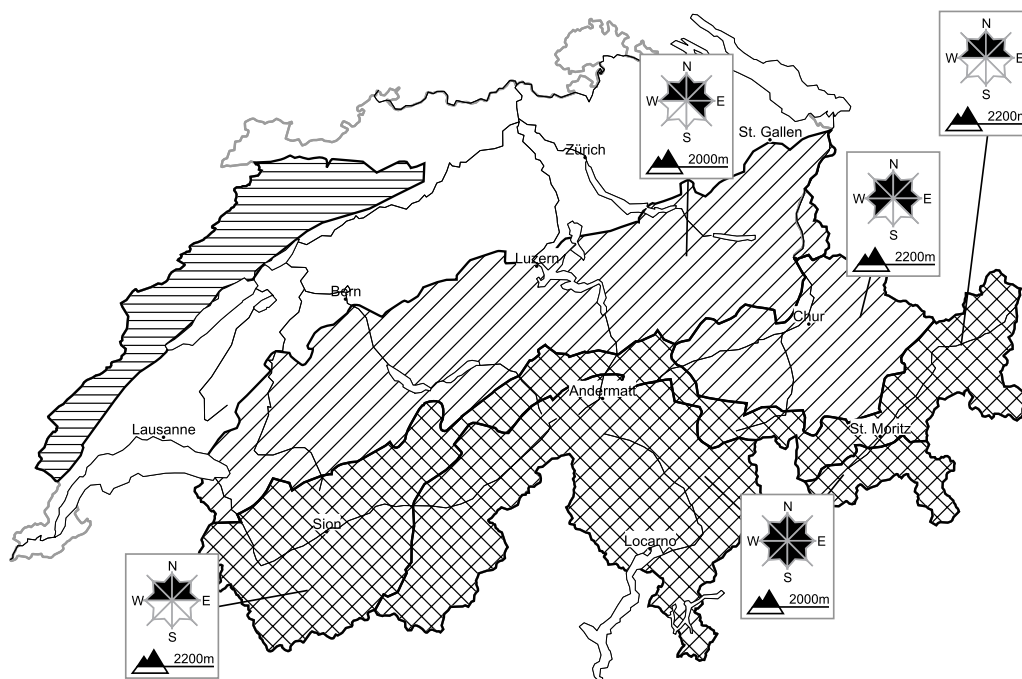 N
W E
S
2200m
N
W E
S
2000m
St. Gallen
Zürich
N
W E
S
2200m
Luzern
Bern
Chur
Andermatt
Lausanne
St. Moritz
Sion
N
W E
S
2000m
Locarno
N
W E
S
2200m